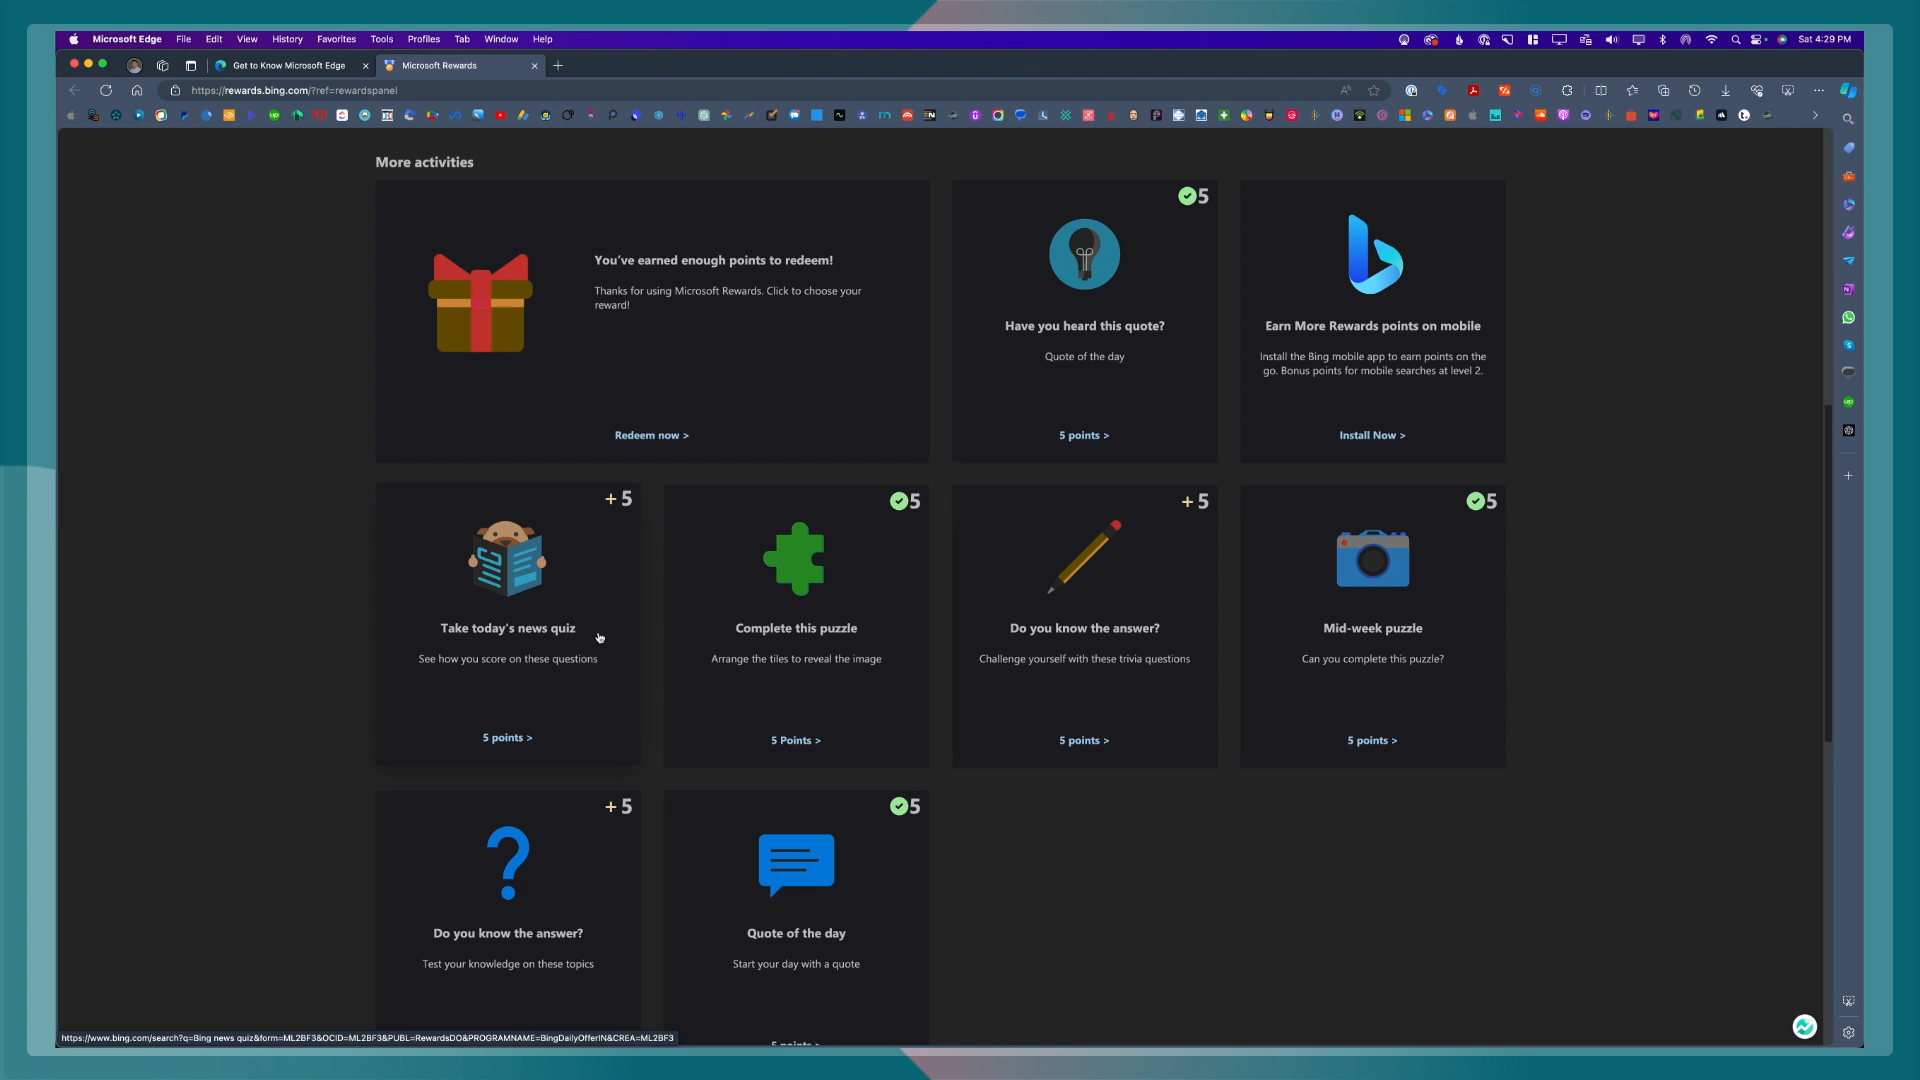 Microsoft Edge File Edit View History Favorites Tools Profiles Tab Window Help
Sat 4:29 PM
Get to Know Microsoft Edge
Microsoft Rewards
https://rewards.bing.com/?ref=rewardspanel
More activities
You've earned enough points to redeem!
Thanks for using Microsoft Rewards. Click to choose your
reward!
Redeem now >
5
Have you heard this quote?
Quote of the day
5 points >
Earn More Rewards points on mobile
Install the Bing mobile app to earn points on the
go. Bonus points for mobile searches at level 2.
Install Now >
+5
Take today's news quiz
See how you score on these questions
5 points >
5
Complete this puzzle
Arrange the tiles to reveal the image
5 Points >
+5
Do you know the answer?
Challenge yourself with these trivia questions
5 points >
5
Mid-week puzzle
Can you complete this puzzle?
5 points >
+5
Do you know the answer?
Test your knowledge on these topics
5
Quote of the day
Start your day with a quote
5 points >
https://www.bing.com/search?q=Bing news quiz&form=ML2BF3&OCID=ML2BF3&PUBL=RewardsDO&PROGRAMNAME=BingDailyOfferIN&CREA=ML2BF3